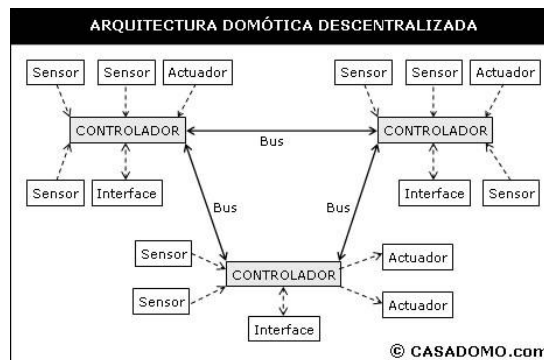 ARQUITECTURA DOMÓTICA DESCENTRALIZADA
Sensor Sensor Actuador
Sensor Sensor Actuador
CONTROLADOR
CONTROLADOR
Bus
Sensor Interface
Interface Sensor
Bus
Bus
Sensor
Actuador
CONTROLADOR
Sensor
Actuador
Interface
© CASADOMO.com